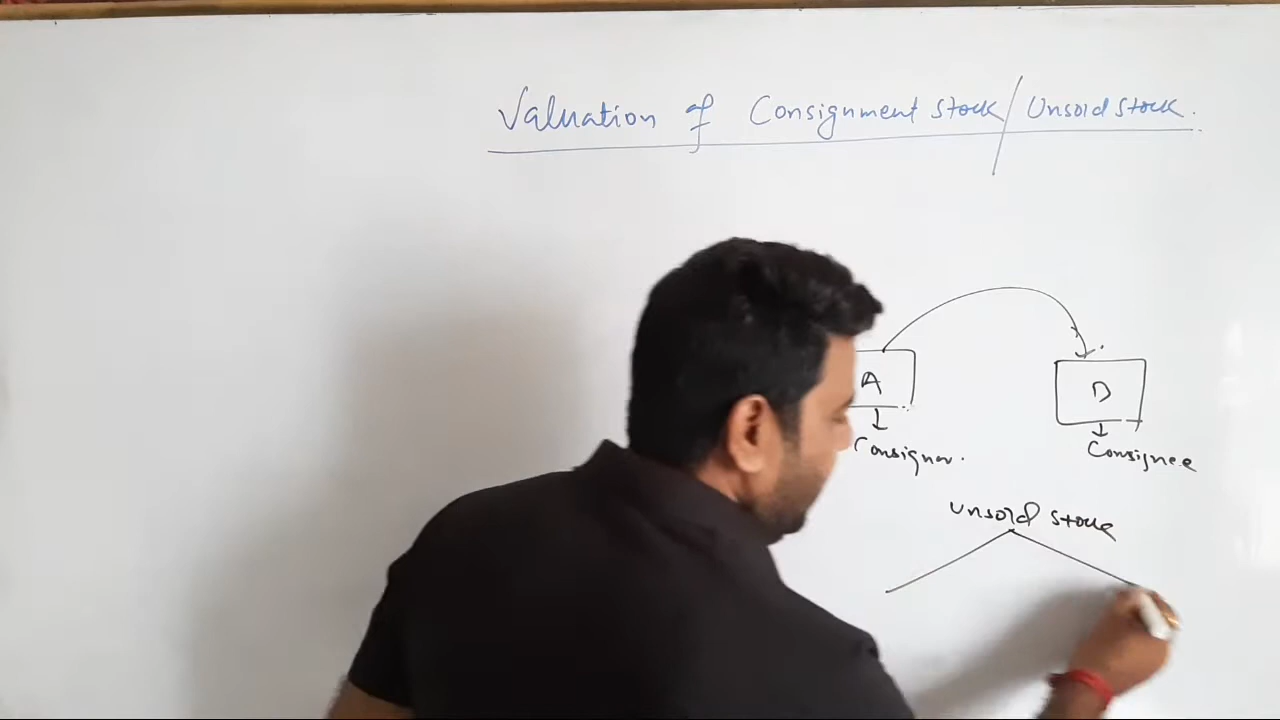 Valuation of Consignment Stock/Unsold Stock.
A
D
Consignor.
Consignee
Unsold stock